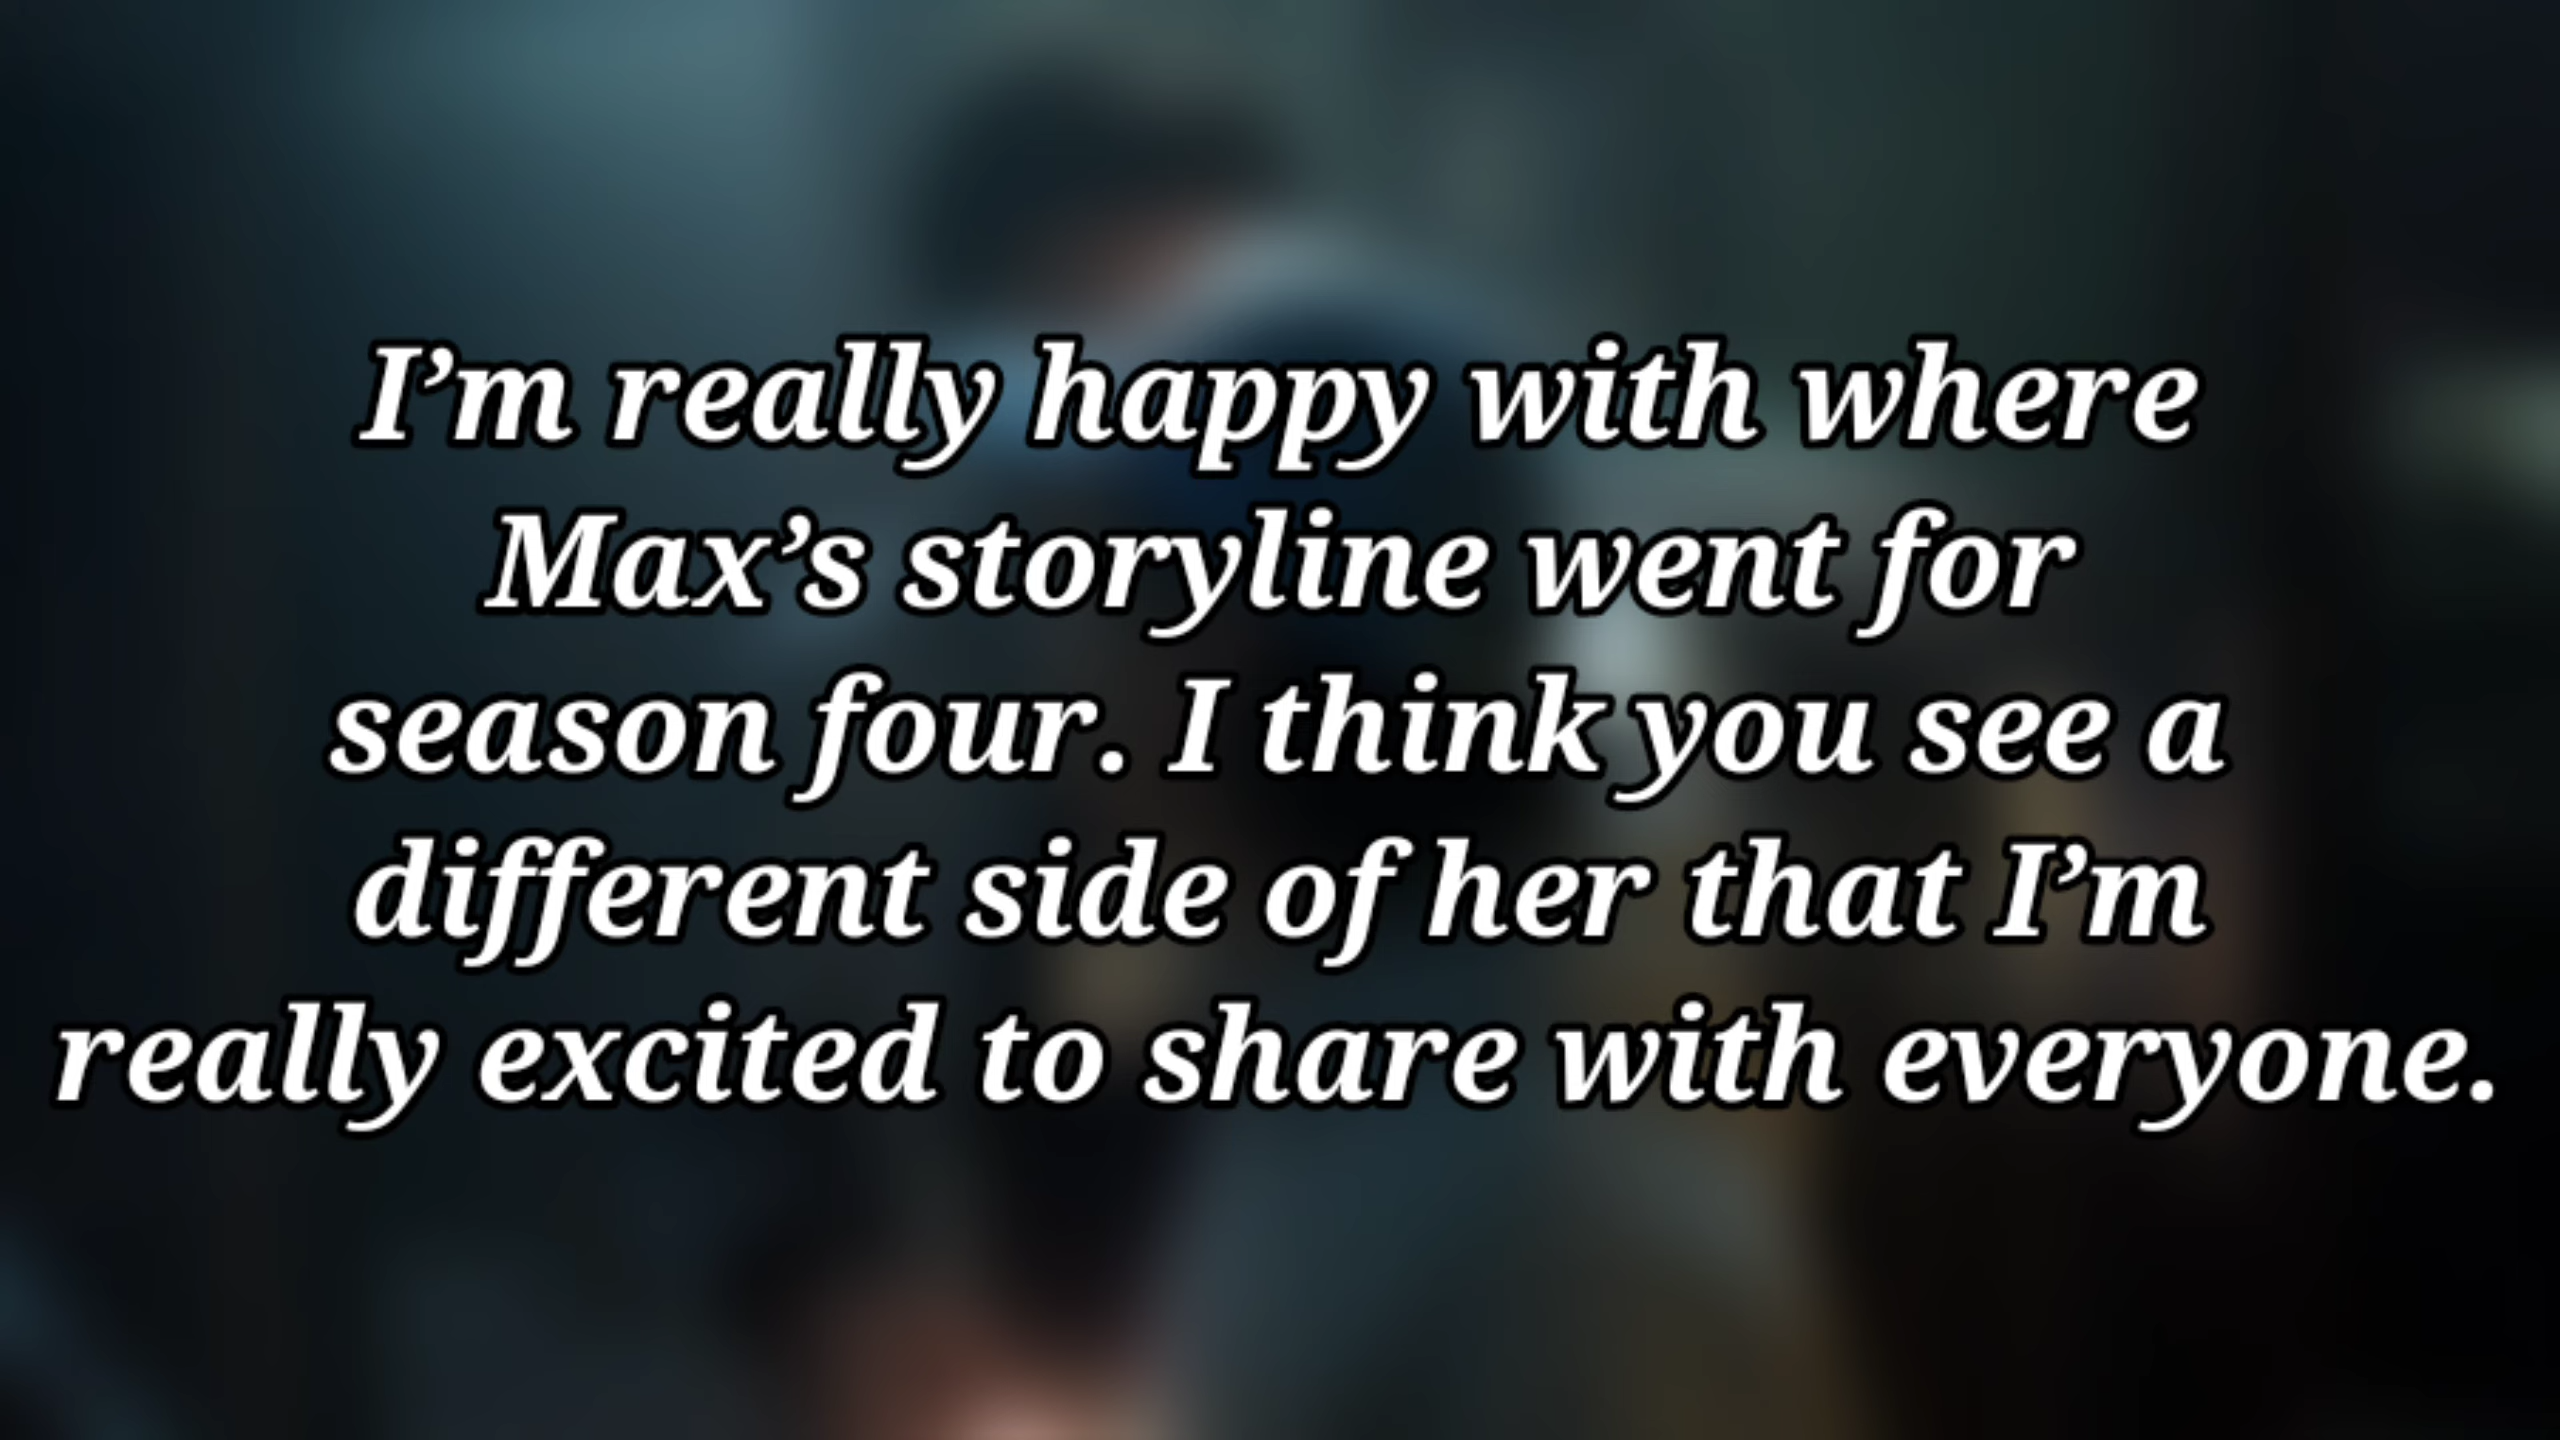 I’m really happy with where
Max’s storyline went for
season four. I think you see a
different side of her that I’m
really excited to share with everyone.